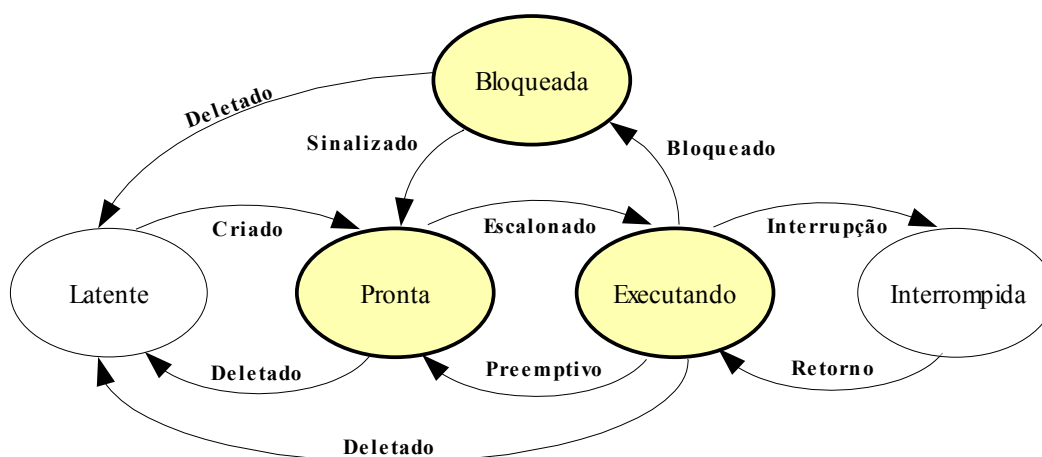 Bloqueada
Deletado
Sinalizado
Bloqueado
Criado
Escalonado
Interrupção
Latente
Pronta
Executando
Interrompida
Deletado
Preemptivo
Retorno
Deletado